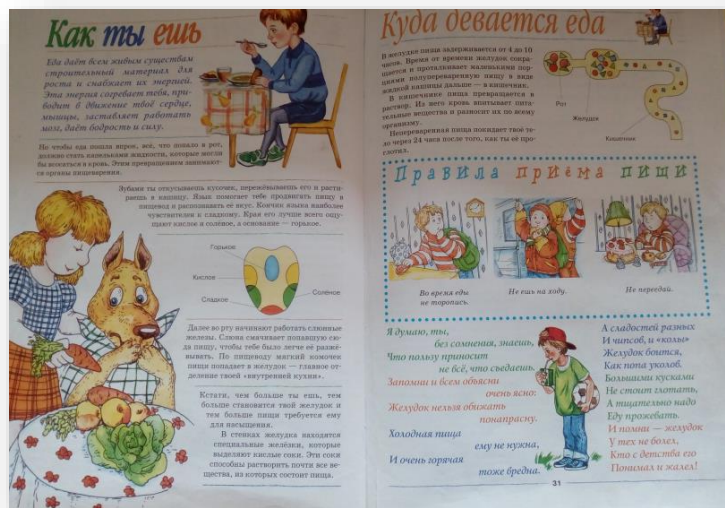 Как ты ешь
Еда даёт всем живым существам
строительный материал для
роста и снабжает их энергией.
Эта энергия согревает тебя, при-
водит в движение твоё сердце,
мышцы, заставляет работать
мозг, даёт бодрость и силу.
Но чтобы еда пошла впрок, всё, что попало в рот,
должно стать капельками жидкости, которые могли
бы всосаться в кровь. Этим превращением занимают-
ся органы пищеварения.
Зубами ты откусываешь кусочек, пережёвываешь его и расти-
раешь в кашицу. Язык помогает тебе продвигать пищу в
пищевод и распознавать её вкус. Кончик языка наиболее
чувствителен к сладкому. Края его лучше всего ощу-
щают кислое и солёное, а основание — горькое.
Горькое
Кислое
Сладкое
Солёное
Далее во рту начинают работать слюнные
железы. Слюна смачивает попавшую сю-
да пищу, чтобы тебе было легче её разжё-
вывать. По пищеводу мягкий комочек
пищи попадает в желудок — главное от-
деление твоей «внутренней кухни».
Кстати, чем больше ты ешь, тем
больше становится твой желудок и
тем больше пищи требуется ему
для насыщения.
В стенках желудка находятся
специальные желёзки, которые
выделяют кислые соки. Эти соки
способны растворить почти все ве-
щества, из которых состоит пища.
Куда девается еда
В желудке пища задерживается от 4 до 10
часов. Время от времени желудок сокра-
щается и проталкивает маленькими пор-
циями полупереваренную пищу в виде
жидкой кашицы дальше — в кишечник.
В кишечнике пища превращается в
раствор. Из него кровь впитывает пита-
тельные вещества и разносит их по всему
организму.
Непереваренная пища покидает твоё те-
ло через 24 часа после того, как ты её про-
глотил.
Рот
Желудок
Кишечник
Правила приёма пищи
Во время еды
не торопись.
Не ешь на ходу.
Не переедай.
Я думаю, ты,
без сомнения, знаешь,
Что пользу приносит
не всё, что съедаешь.
Запомни и всем объясни
очень ясно:
Желудок нельзя обижать
понапрасну.
Холодная пища
ему не нужна,
И очень горячая
тоже вредна.
А сладостей разных
И чипсов, и «колы»
Желудок боится,
Как попа уколов.
Большими кусками
Не стоит глотать,
А тщательно надо
Еду прожевать.
И помни — желудок
У тех не болел,
Кто с детства его
Понимал и жалел!
31